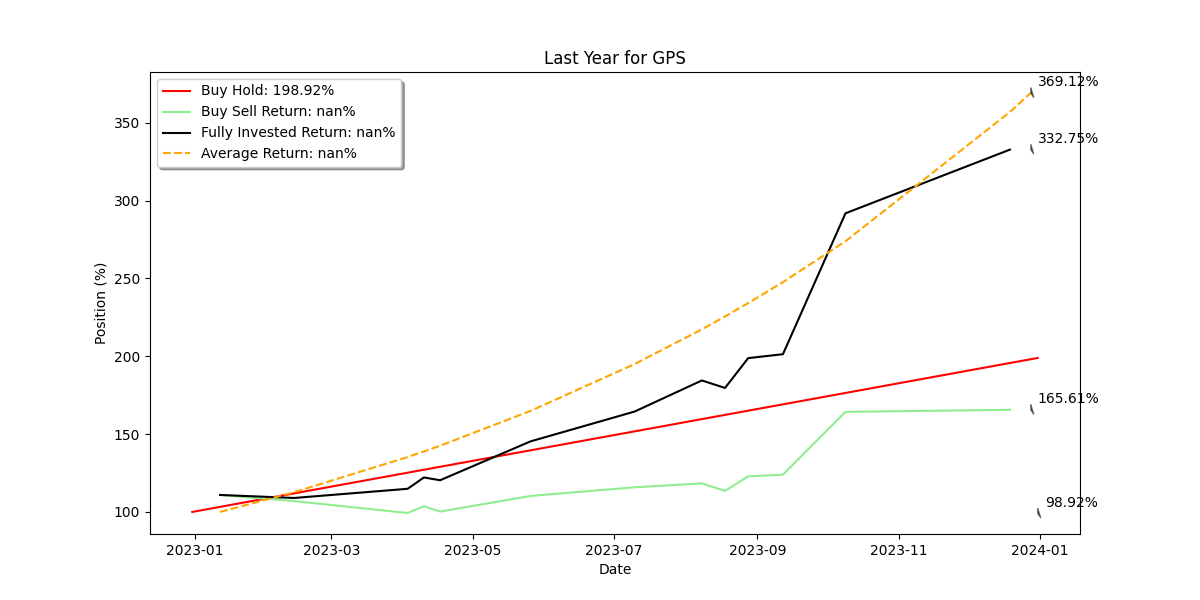 Last Year for GPS
Buy Hold: 198.92%
Buy Sell Return: nan%
Fully Invested Return: nan%
Average Return: nan%
369.12%
332.75%
165.61%
98.92%
350
300
250
200
150
100
Position (%)
2023-01
2023-03
2023-05
2023-07
2023-09
2023-11
2024-01
Date